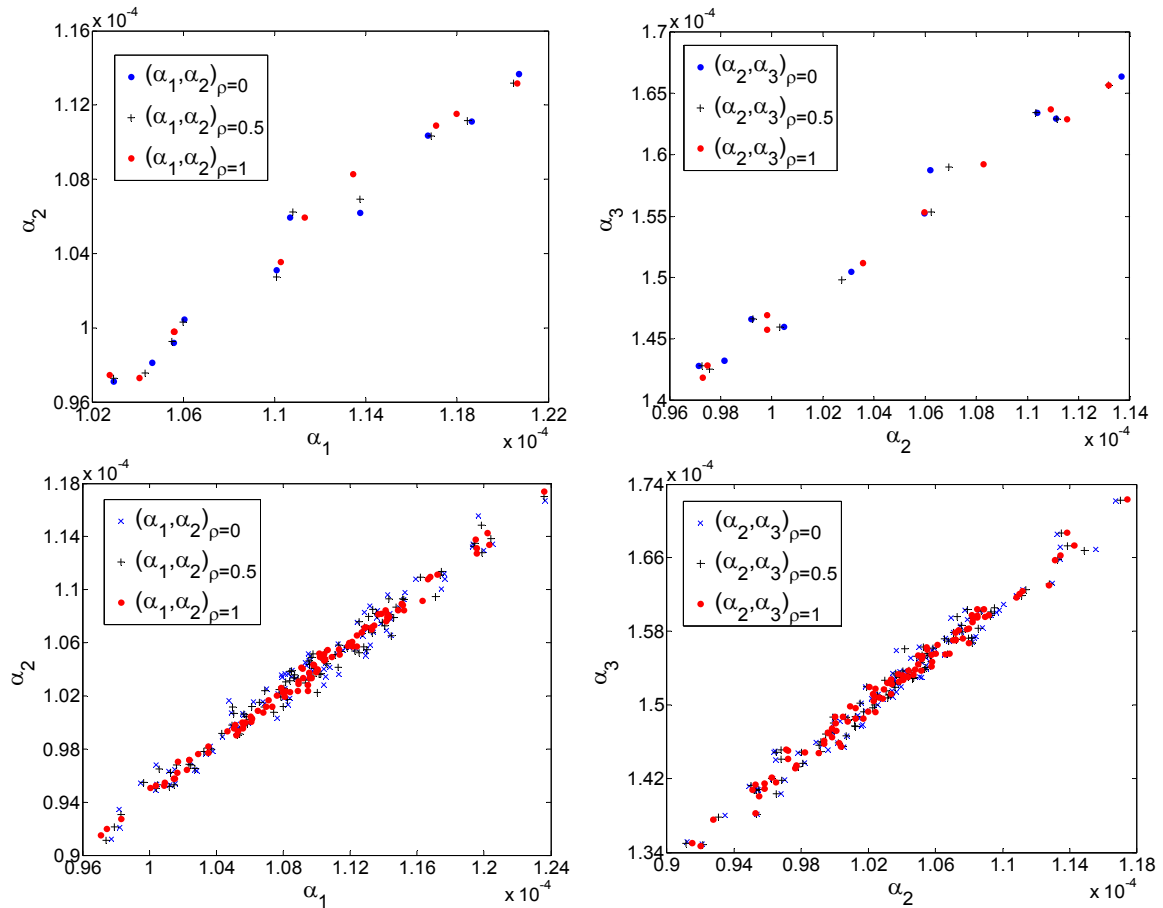 x 10⁻⁴
1.16
1.12
1.08
1.04
1
0.96
α₂
(α₁,α₂)ρ=0
(α₁,α₂)ρ=0.5
(α₁,α₂)ρ=1
1.02 1.06 1.1 1.14 1.18 1.22
α₁
x 10⁻⁴
x 10⁻⁴
1.7
1.65
1.6
1.55
1.5
1.45
1.4
α₃
(α₂,α₃)ρ=0
(α₂,α₃)ρ=0.5
(α₂,α₃)ρ=1
0.96 0.98 1 1.02 1.04 1.06 1.08 1.1 1.12 1.14
α₂
x 10⁻⁴
x 10⁻⁴
1.18
1.14
1.1
1.06
1.02
0.98
0.94
0.9
α₂
(α₁,α₂)ρ=0
(α₁,α₂)ρ=0.5
(α₁,α₂)ρ=1
0.96 1 1.04 1.08 1.12 1.16 1.2 1.24
α₁
x 10⁻⁴
x 10⁻⁴
1.74
1.66
1.58
1.5
1.42
1.34
α₃
(α₂,α₃)ρ=0
(α₂,α₃)ρ=0.5
(α₂,α₃)ρ=1
0.9 0.94 0.98 1.02 1.06 1.1 1.14 1.18
α₂
x 10⁻⁴